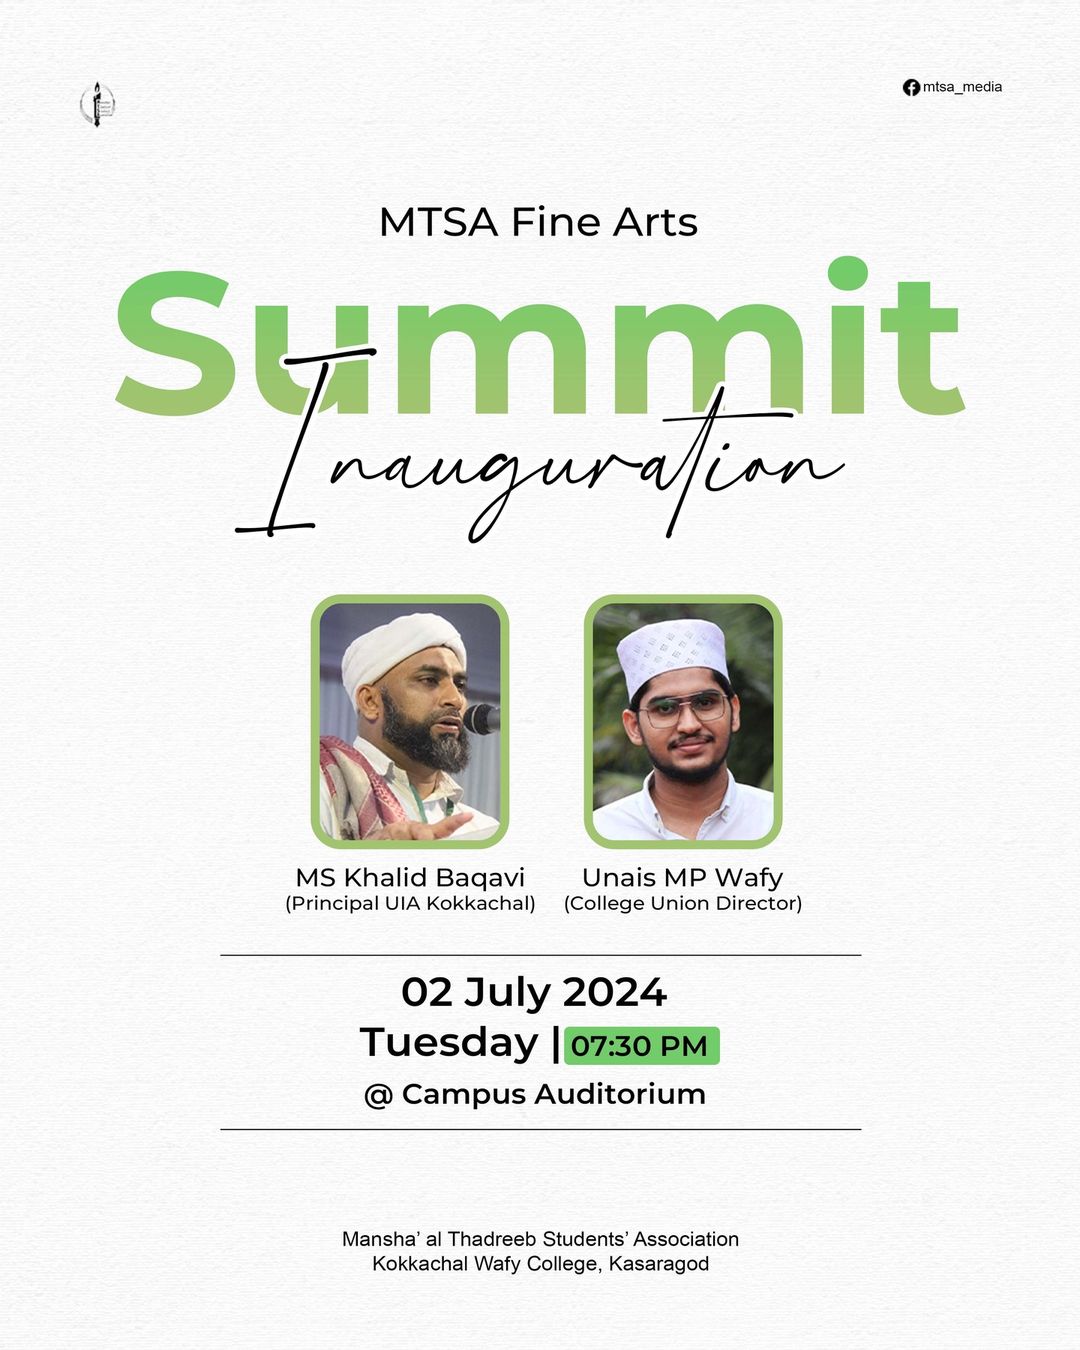 mtsa_media
MTSA Fine Arts
Summit
Inauguration
MS Khalid Baqavi
(Principal UIA Kokkachal)
Unais MP Wafy
(College Union Director)
02 July 2024
Tuesday | 07:30 PM
@ Campus Auditorium
Mansha’ al Thadreeb Students’ Association
Kokkachal Wafy College, Kasaragod